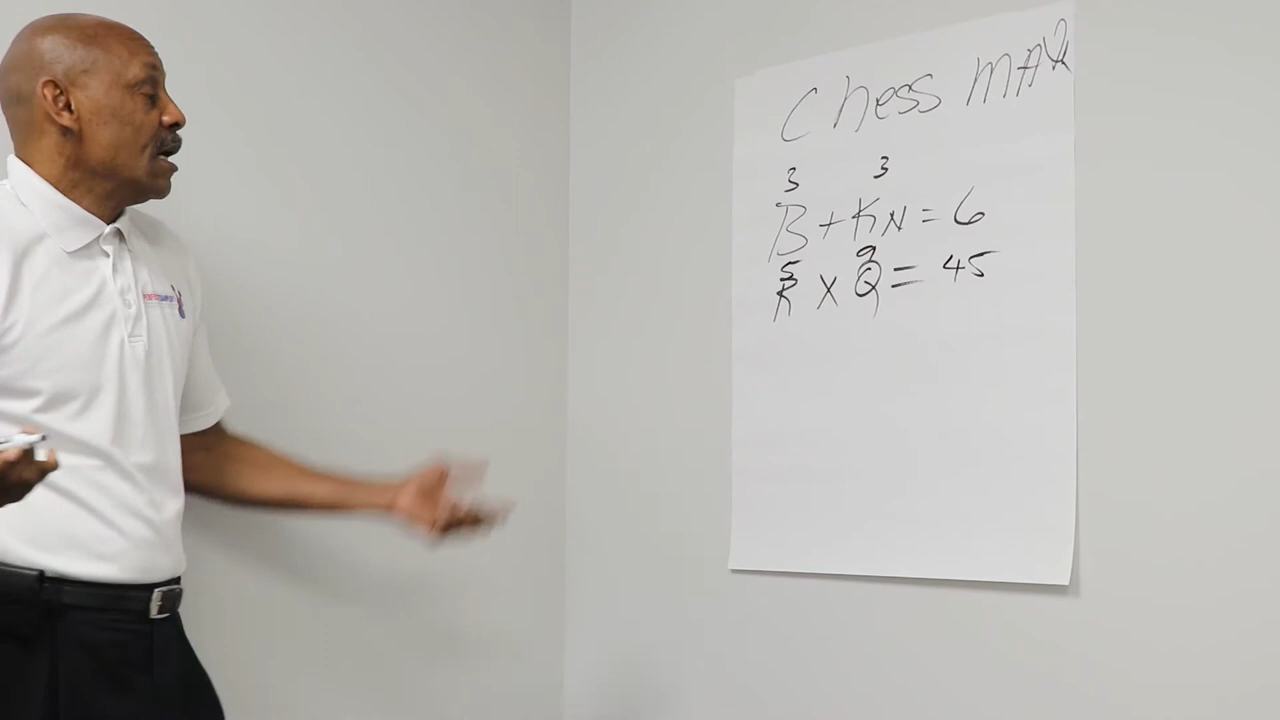 Chess MATH
3 3
B + KN = 6
5 9
R x Q = 45